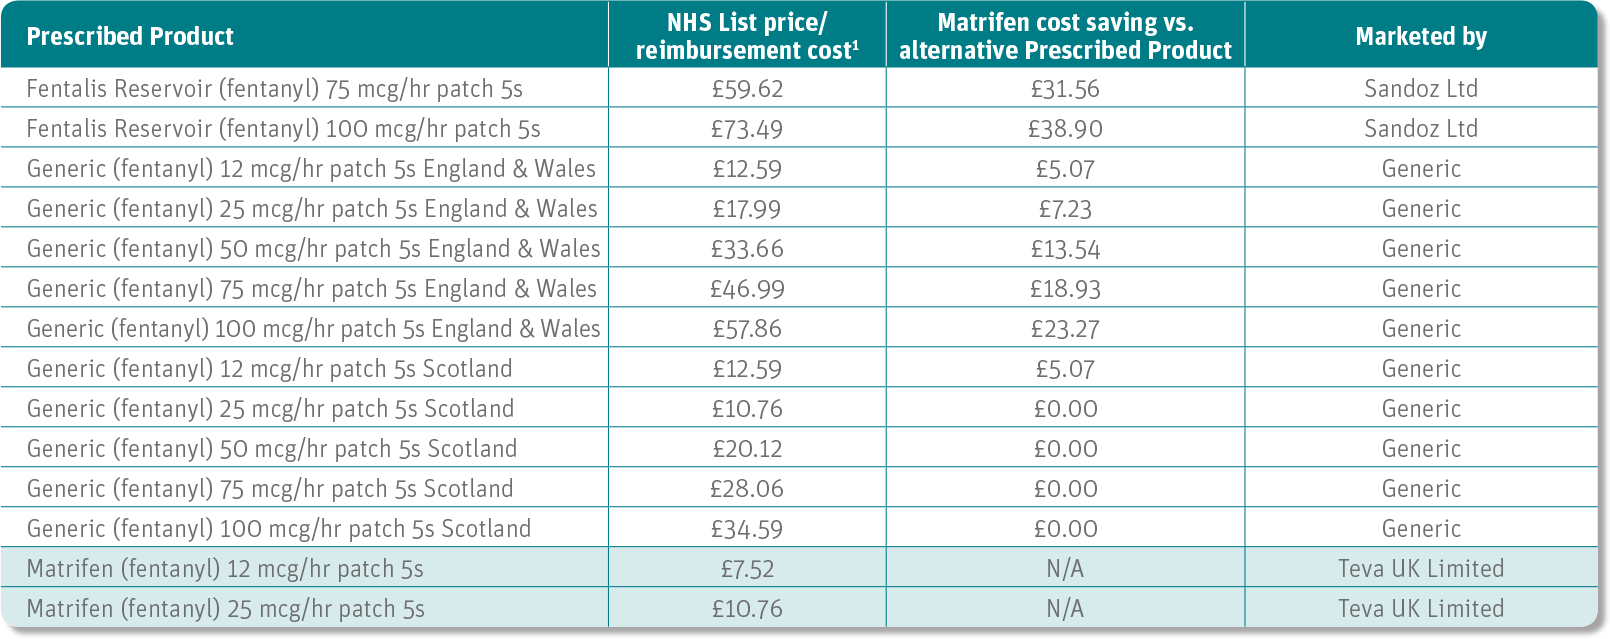 Prescribed Product NHS List price/ reimbursement cost¹ Matrifen cost saving vs. alternative Prescribed Product Marketed by
Fentalis Reservoir (fentanyl) 75 mcg/hr patch 5s £59.62 £31.56 Sandoz Ltd
Fentalis Reservoir (fentanyl) 100 mcg/hr patch 5s £73.49 £38.90 Sandoz Ltd
Generic (fentanyl) 12 mcg/hr patch 5s England & Wales £12.59 £5.07 Generic
Generic (fentanyl) 25 mcg/hr patch 5s England & Wales £17.99 £7.23 Generic
Generic (fentanyl) 50 mcg/hr patch 5s England & Wales £33.66 £13.54 Generic
Generic (fentanyl) 75 mcg/hr patch 5s England & Wales £46.99 £18.93 Generic
Generic (fentanyl) 100 mcg/hr patch 5s England & Wales £57.86 £23.27 Generic
Generic (fentanyl) 12 mcg/hr patch 5s Scotland £12.59 £5.07 Generic
Generic (fentanyl) 25 mcg/hr patch 5s Scotland £10.76 £0.00 Generic
Generic (fentanyl) 50 mcg/hr patch 5s Scotland £20.12 £0.00 Generic
Generic (fentanyl) 75 mcg/hr patch 5s Scotland £28.06 £0.00 Generic
Generic (fentanyl) 100 mcg/hr patch 5s Scotland £34.59 £0.00 Generic
Matrifen (fentanyl) 12 mcg/hr patch 5s £7.52 N/A Teva UK Limited
Matrifen (fentanyl) 25 mcg/hr patch 5s £10.76 N/A Teva UK Limited